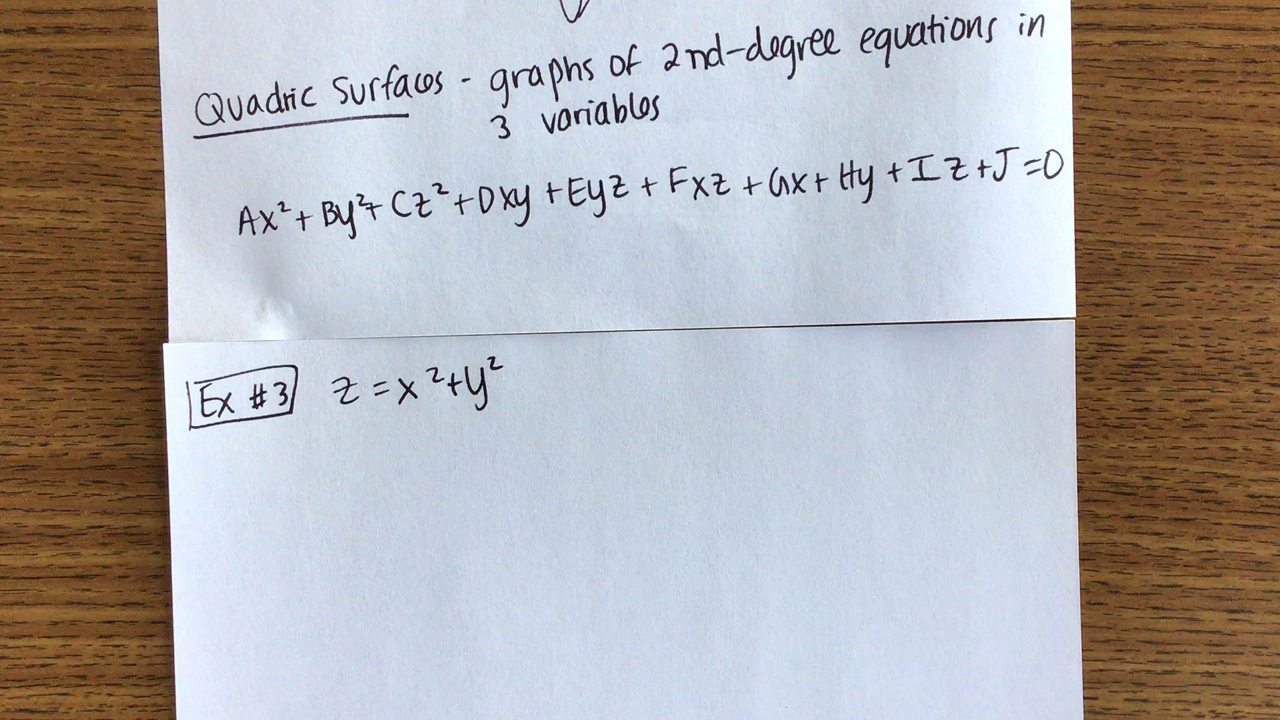 Quadric Surfaces - graphs of 2nd-degree equations in
3 variables
Ax²+By²+Cz²+Dxy+Eyz+Fxz+Gx+Hy+Iz+J=0
Ex #3 z=x²+y²